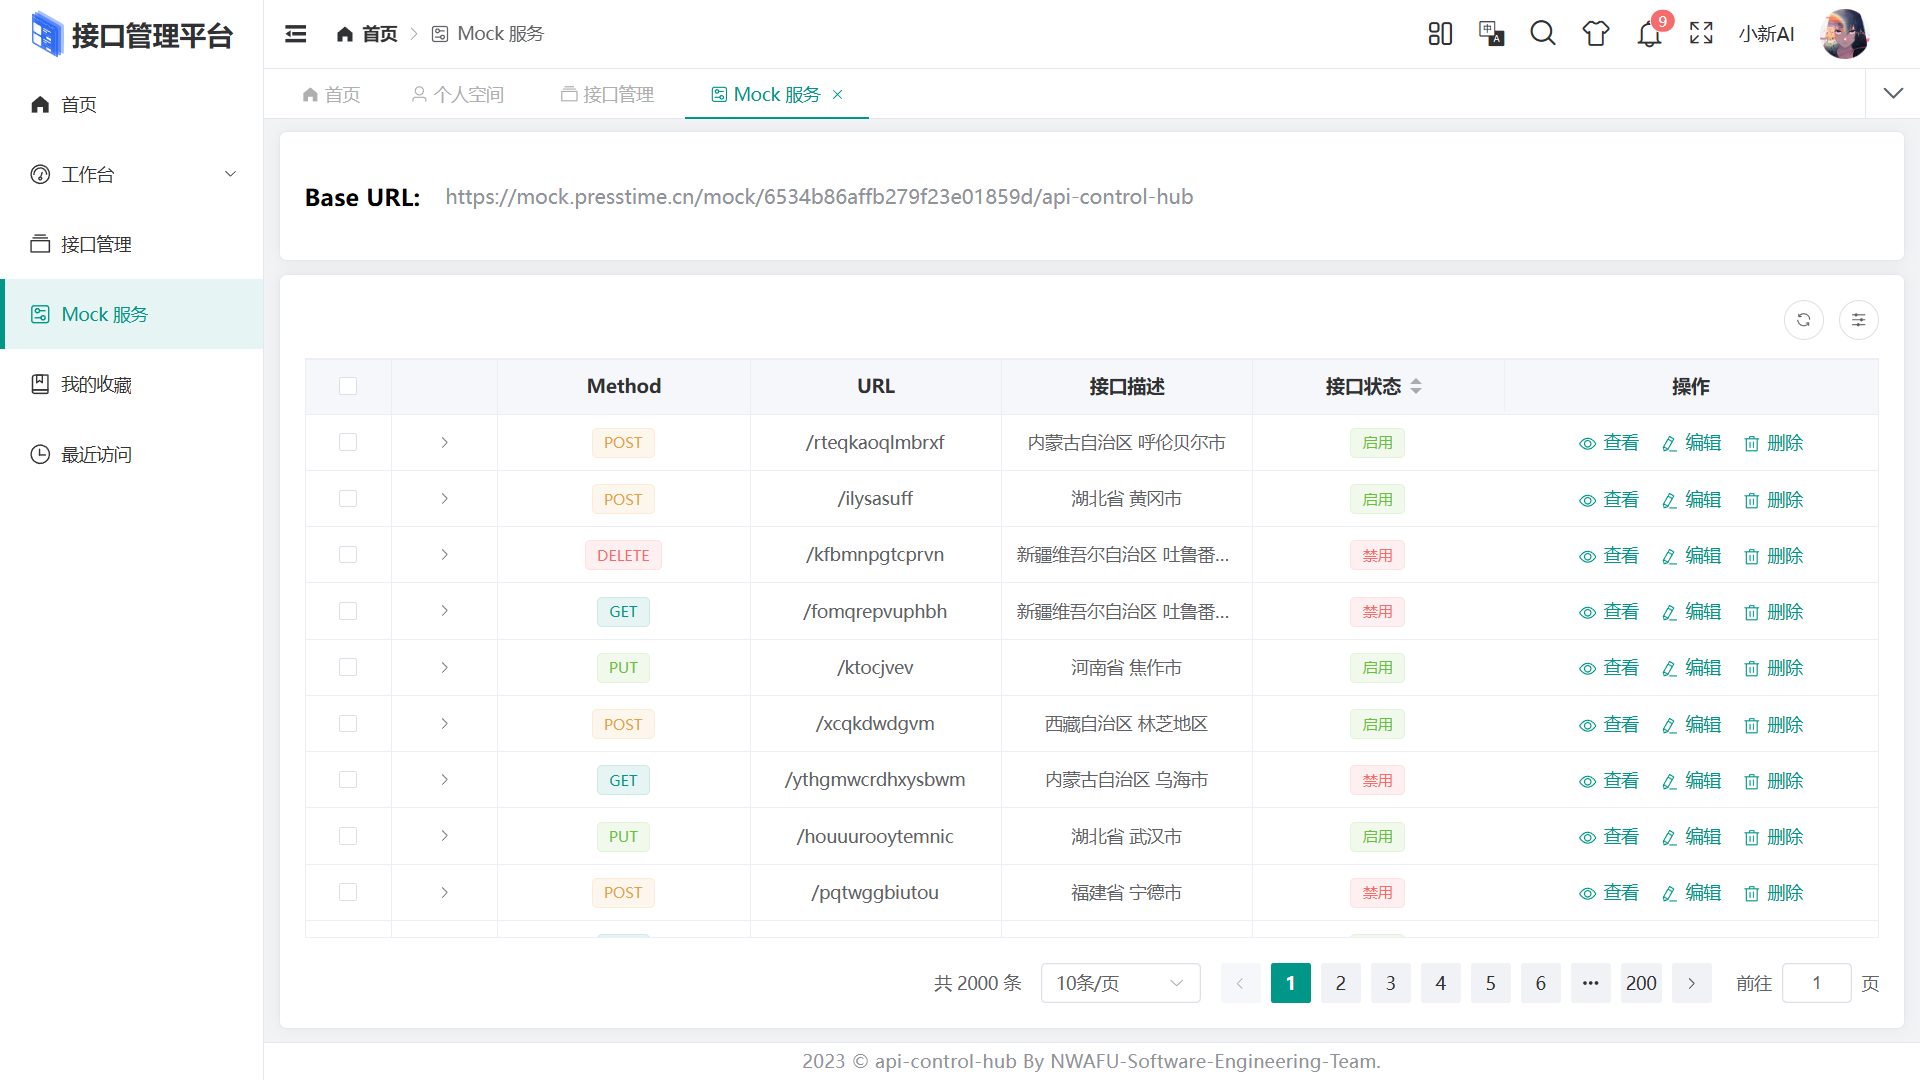 接口管理平台
首页
工作台
接口管理
Mock 服务
我的收藏
最近访问
首页 Mock 服务
中 A
9
小新AI
首页 个人空间 接口管理 Mock 服务
Base URL: https://mock.presstime.cn/mock/6534b86affb279f23e01859d/api-control-hub
Method URL 接口描述 接口状态 操作
POST /rteqkaoqlmbrxf 内蒙古自治区 呼伦贝尔市 启用 查看 编辑 删除
POST /ilysasuff 湖北省 黄冈市 启用 查看 编辑 删除
DELETE /kfbmnpgtcprvn 新疆维吾尔自治区 吐鲁番... 禁用 查看 编辑 删除
GET /fomqrepvuphbh 新疆维吾尔自治区 吐鲁番... 禁用 查看 编辑 删除
PUT /ktocjvev 河南省 焦作市 启用 查看 编辑 删除
POST /xcqkdwdgvm 西藏自治区 林芝地区 启用 查看 编辑 删除
GET /ythgmwcrdhxysbwm 内蒙古自治区 乌海市 禁用 查看 编辑 删除
PUT /houuurooytemnic 湖北省 武汉市 启用 查看 编辑 删除
POST /pqtwggbiutou 福建省 宁德市 禁用 查看 编辑 删除
共 2000 条 10条/页 1 2 3 4 5 6 ••• 200 前往 1 页
2023 © api-control-hub By NWAFU-Software-Engineering-Team.